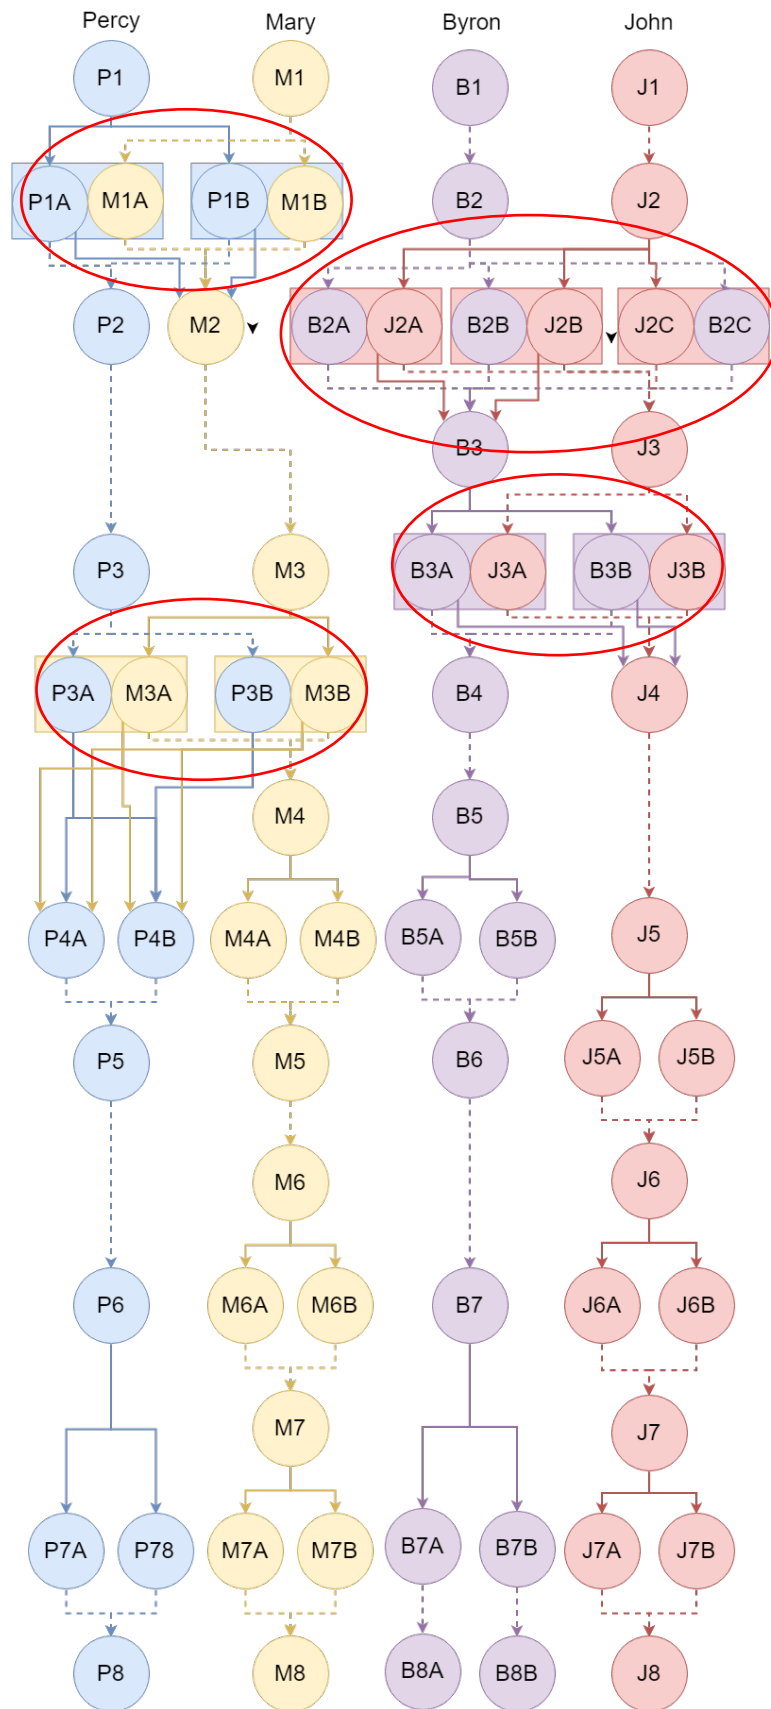 Percy Mary Byron John
P1 M1 B1 J1
P1A M1A P1B M1B B2 J2
P2 M2 B2A J2A B2B J2B J2C B2C
B3 J3
P3 M3 B3A J3A B3B J3B
P3A M3A P3B M3B B4 J4
M4 B5
P4A P4B M4A M4B B5A B5B J5
P5 M5 B6 J5A J5B
M6 J6
P6 M6A M6B B7 J6A J6B
M7 J7
P7A P78 M7A M7B B7A B7B J7A J7B
P8 M8 B8A B8B J8